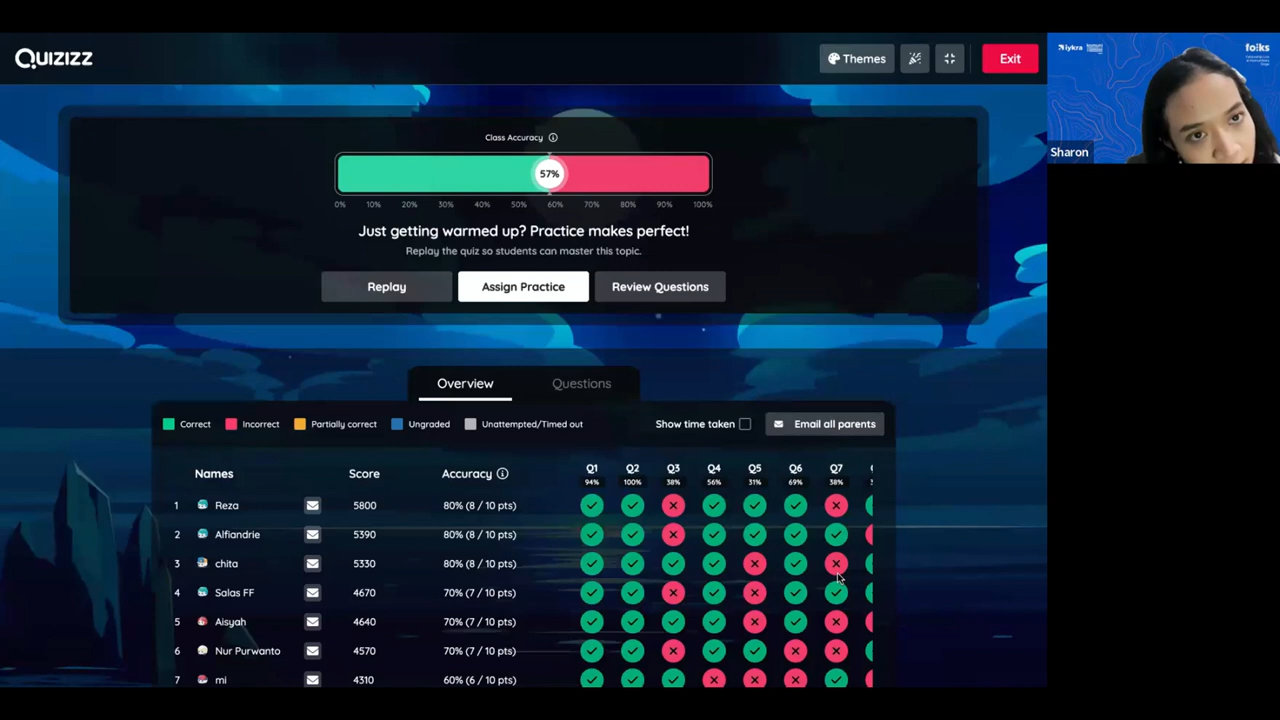 QUIZIZZ
Themes
Exit
iykra
fo/ks
Sharon
Class Accuracy
57%
0% 10% 20% 30% 40% 50% 60% 70% 80% 90% 100%
Just getting warmed up? Practice makes perfect!
Replay the quiz so students can master this topic.
Replay Assign Practice Review Questions
Overview Questions
Correct Incorrect Partially correct Ungraded Unattempted/Timed out Show time taken Email all parents
Names Score Accuracy Q1 Q2 Q3 Q4 Q5 Q6 Q7
94% 100% 38% 56% 31% 69% 38%
1 Reza 5800 80% (8 / 10 pts)
2 Alfiandrie 5390 80% (8 / 10 pts)
3 chita 5330 80% (8 / 10 pts)
4 Salas FF 4670 70% (7 / 10 pts)
5 Aisyah 4640 70% (7 / 10 pts)
6 Nur Purwanto 4570 70% (7 / 10 pts)
7 mi 4310 60% (6 / 10 pts)